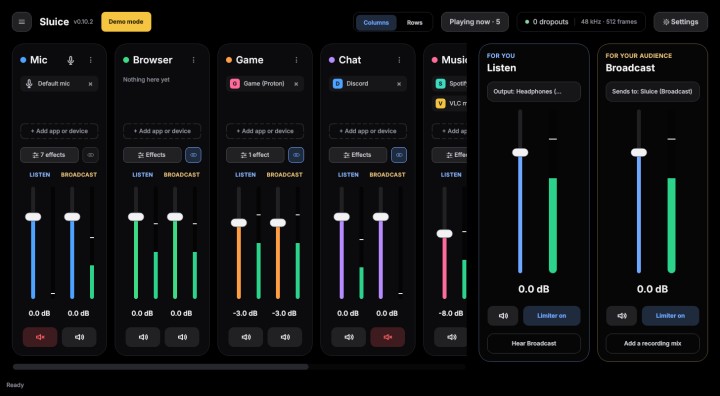 Sluice v0.10.2 Demo mode Columns Rows Playing now · 5 0 dropouts 48 kHz · 512 frames Settings
Mic
Default mic ×
+ Add app or device
7 effects
LISTEN BROADCAST
0.0 dB 0.0 dB
Browser
Nothing here yet
+ Add app or device
Effects
LISTEN BROADCAST
0.0 dB 0.0 dB
Game
G Game (Proton) ×
+ Add app or device
1 effect
LISTEN BROADCAST
-3.0 dB -3.0 dB
Chat
D Discord ×
+ Add app or device
Effects
LISTEN BROADCAST
0.0 dB 0.0 dB
S
V VLC
LISTEN
-8.0 dB
FOR YOU
Listen
Output: Headphones (...
0.0 dB
Limiter on
Hear Broadcast
FOR YOUR AUDIENCE
Broadcast
Sends to: Sluice (Broadcast)
0.0 dB
Limiter on
Add a recording mix
Ready